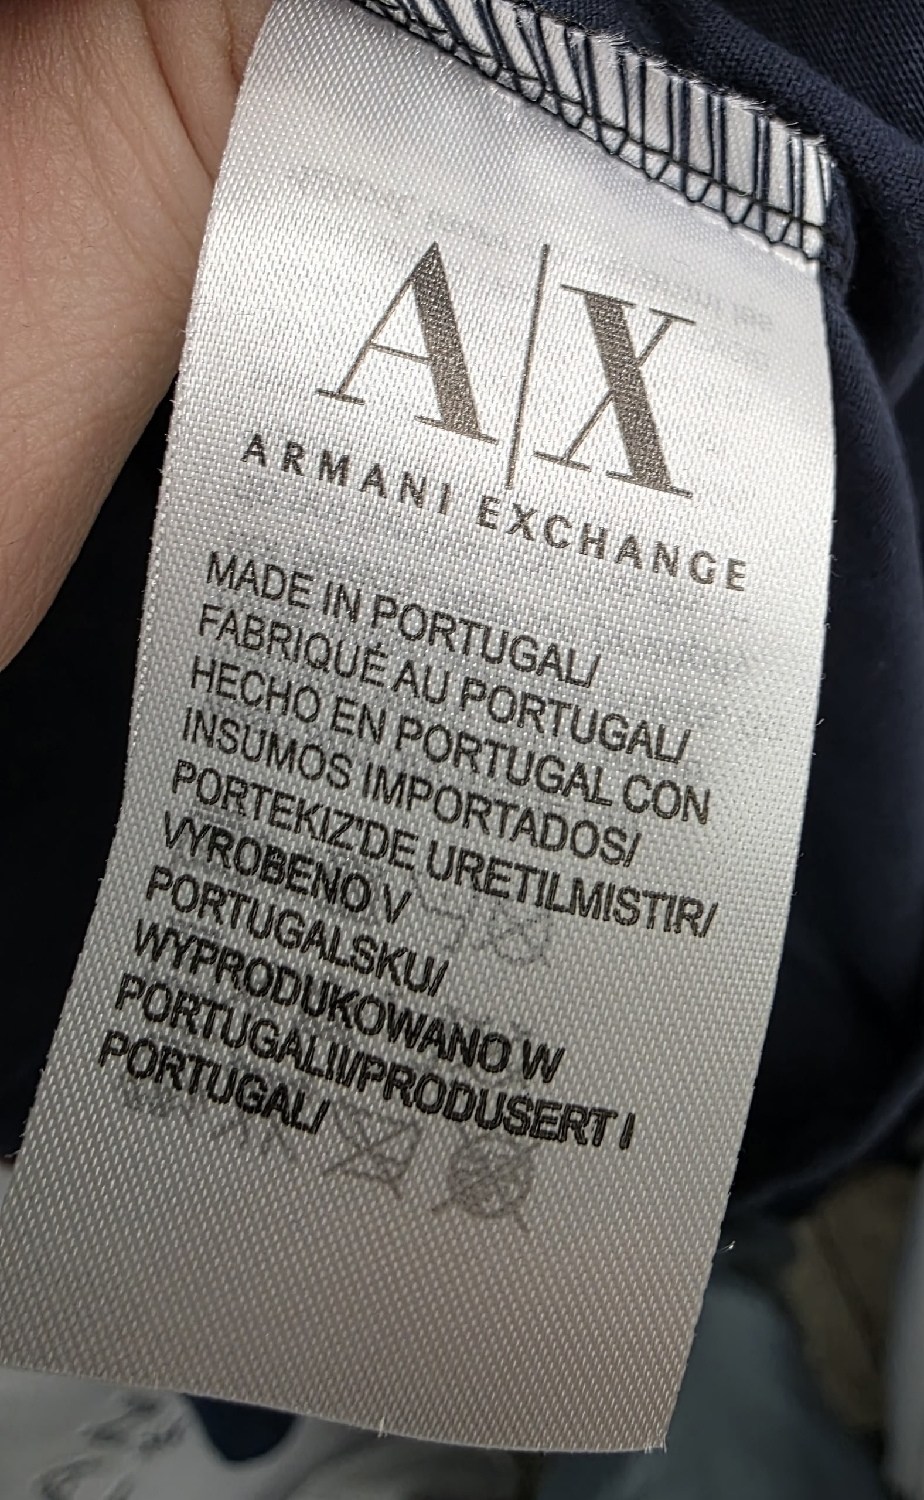 A|X
ARMANI EXCHANGE
MADE IN PORTUGAL/
FABRIQUÉ AU PORTUGAL/
HECHO EN PORTUGAL CON
INSUMOS IMPORTADOS/
PORTEKIZ'DE URETILMISTIR/
VYROBENO V
PORTUGALSKU/
WYPRODUKOWANO W
PORTUGALII/PRODUSERT I
PORTUGAL/